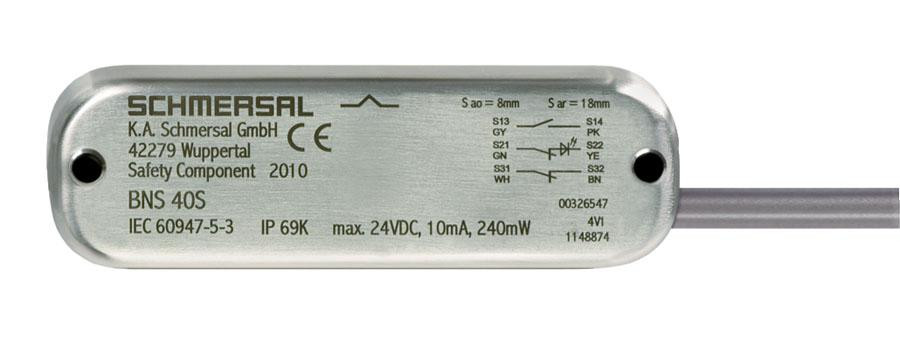 SCHMERSAL
K.A. Schmersal GmbH CE
42279 Wuppertal
Safety Component 2010
BNS 40S
IEC 60947-5-3 IP 69K max. 24VDC, 10mA, 240mW
S ao = 8mm S ar = 18mm
S13 S14
GY PK
S21 S22
GN YE
S31 S32
WH BN
00326547
4VI
1148874